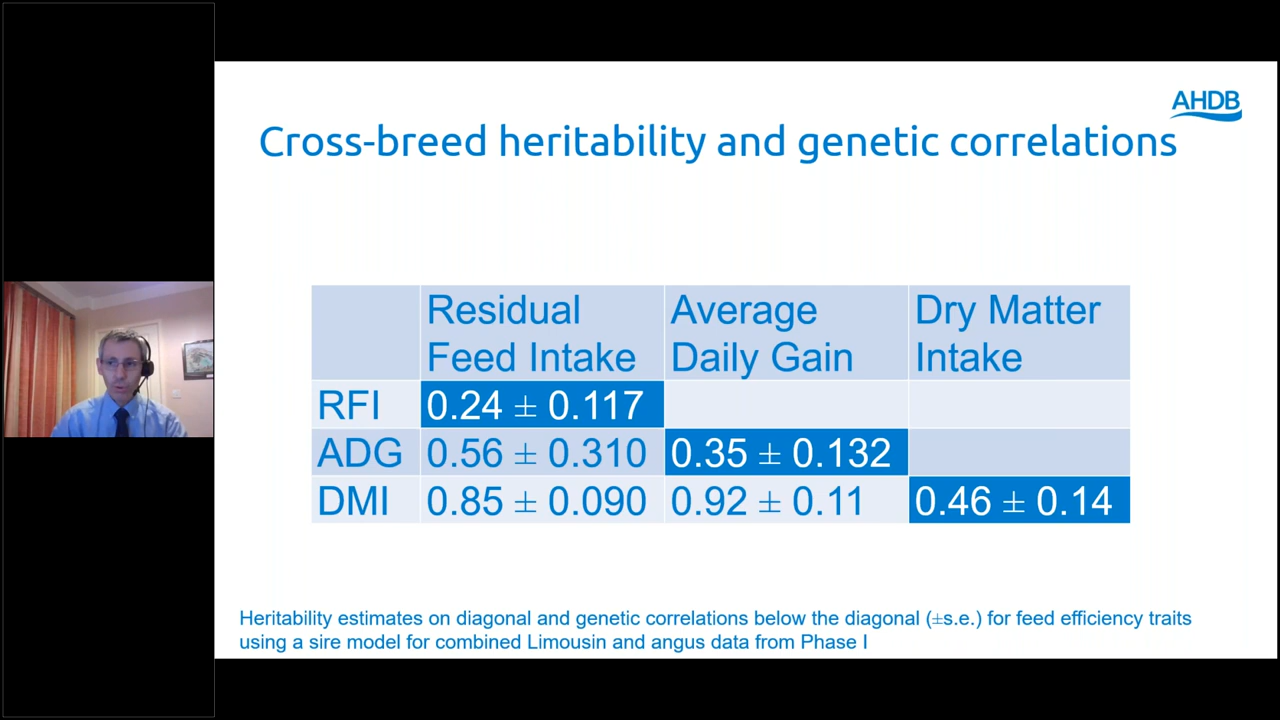 AHDB
Cross-breed heritability and genetic correlations
Residual Feed Intake Average Daily Gain Dry Matter Intake
RFI 0.24 ± 0.117
ADG 0.56 ± 0.310 0.35 ± 0.132
DMI 0.85 ± 0.090 0.92 ± 0.11 0.46 ± 0.14
Heritability estimates on diagonal and genetic correlations below the diagonal (±s.e.) for feed efficiency traits
using a sire model for combined Limousin and angus data from Phase I